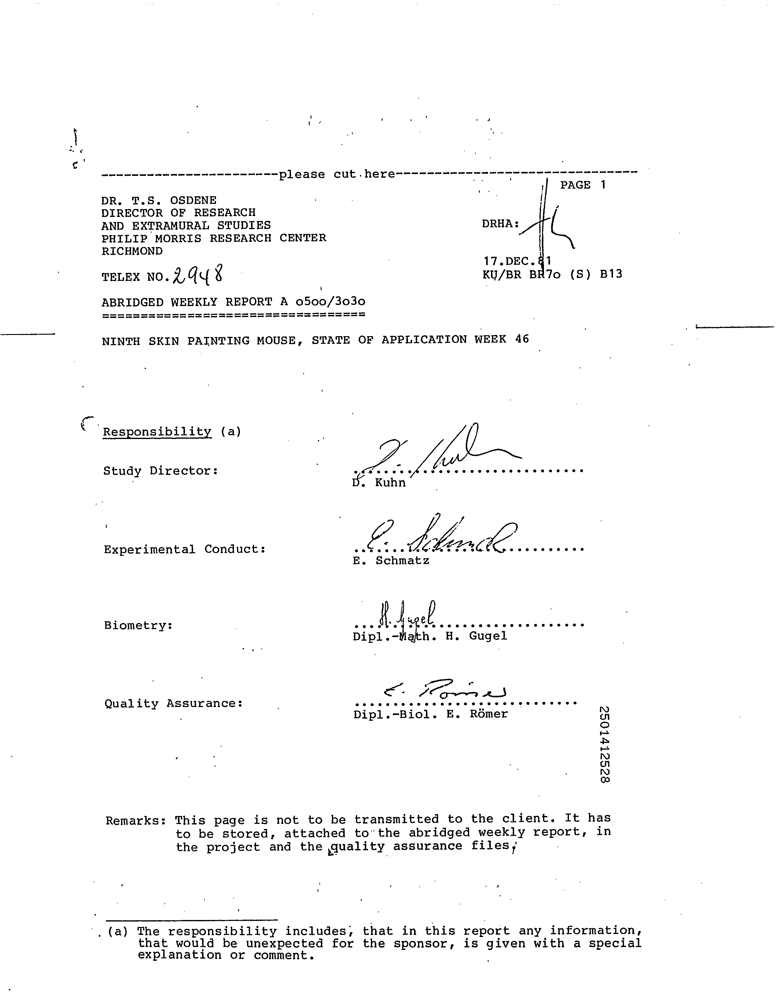 -----------------------please cut here-------------------------------
PAGE 1
DR. T.S. OSDENE
DIRECTOR OF RESEARCH
AND EXTRAMURAL STUDIES
PHILIP MORRIS RESEARCH CENTER
RICHMOND
DRHA:
17.DEC.81
TELEX NO. 2948
KU/BR BR7o (S) B13
ABRIDGED WEEKLY REPORT A o5oo/3o3o
==================================
NINTH SKIN PAINTING MOUSE, STATE OF APPLICATION WEEK 46
Responsibility (a)
Study Director:
D. Kuhn
Experimental Conduct:
E. Schmatz
E. Schmatz
Biometry:
H. Gugel
Dipl.-Math. H. Gugel
Quality Assurance:
E. Römer
Dipl.-Biol. E. Römer
2501412528
Remarks: This page is not to be transmitted to the client. It has
to be stored, attached to the abridged weekly report, in
the project and the quality assurance files.
(a) The responsibility includes, that in this report any information,
that would be unexpected for the sponsor, is given with a special
explanation or comment.